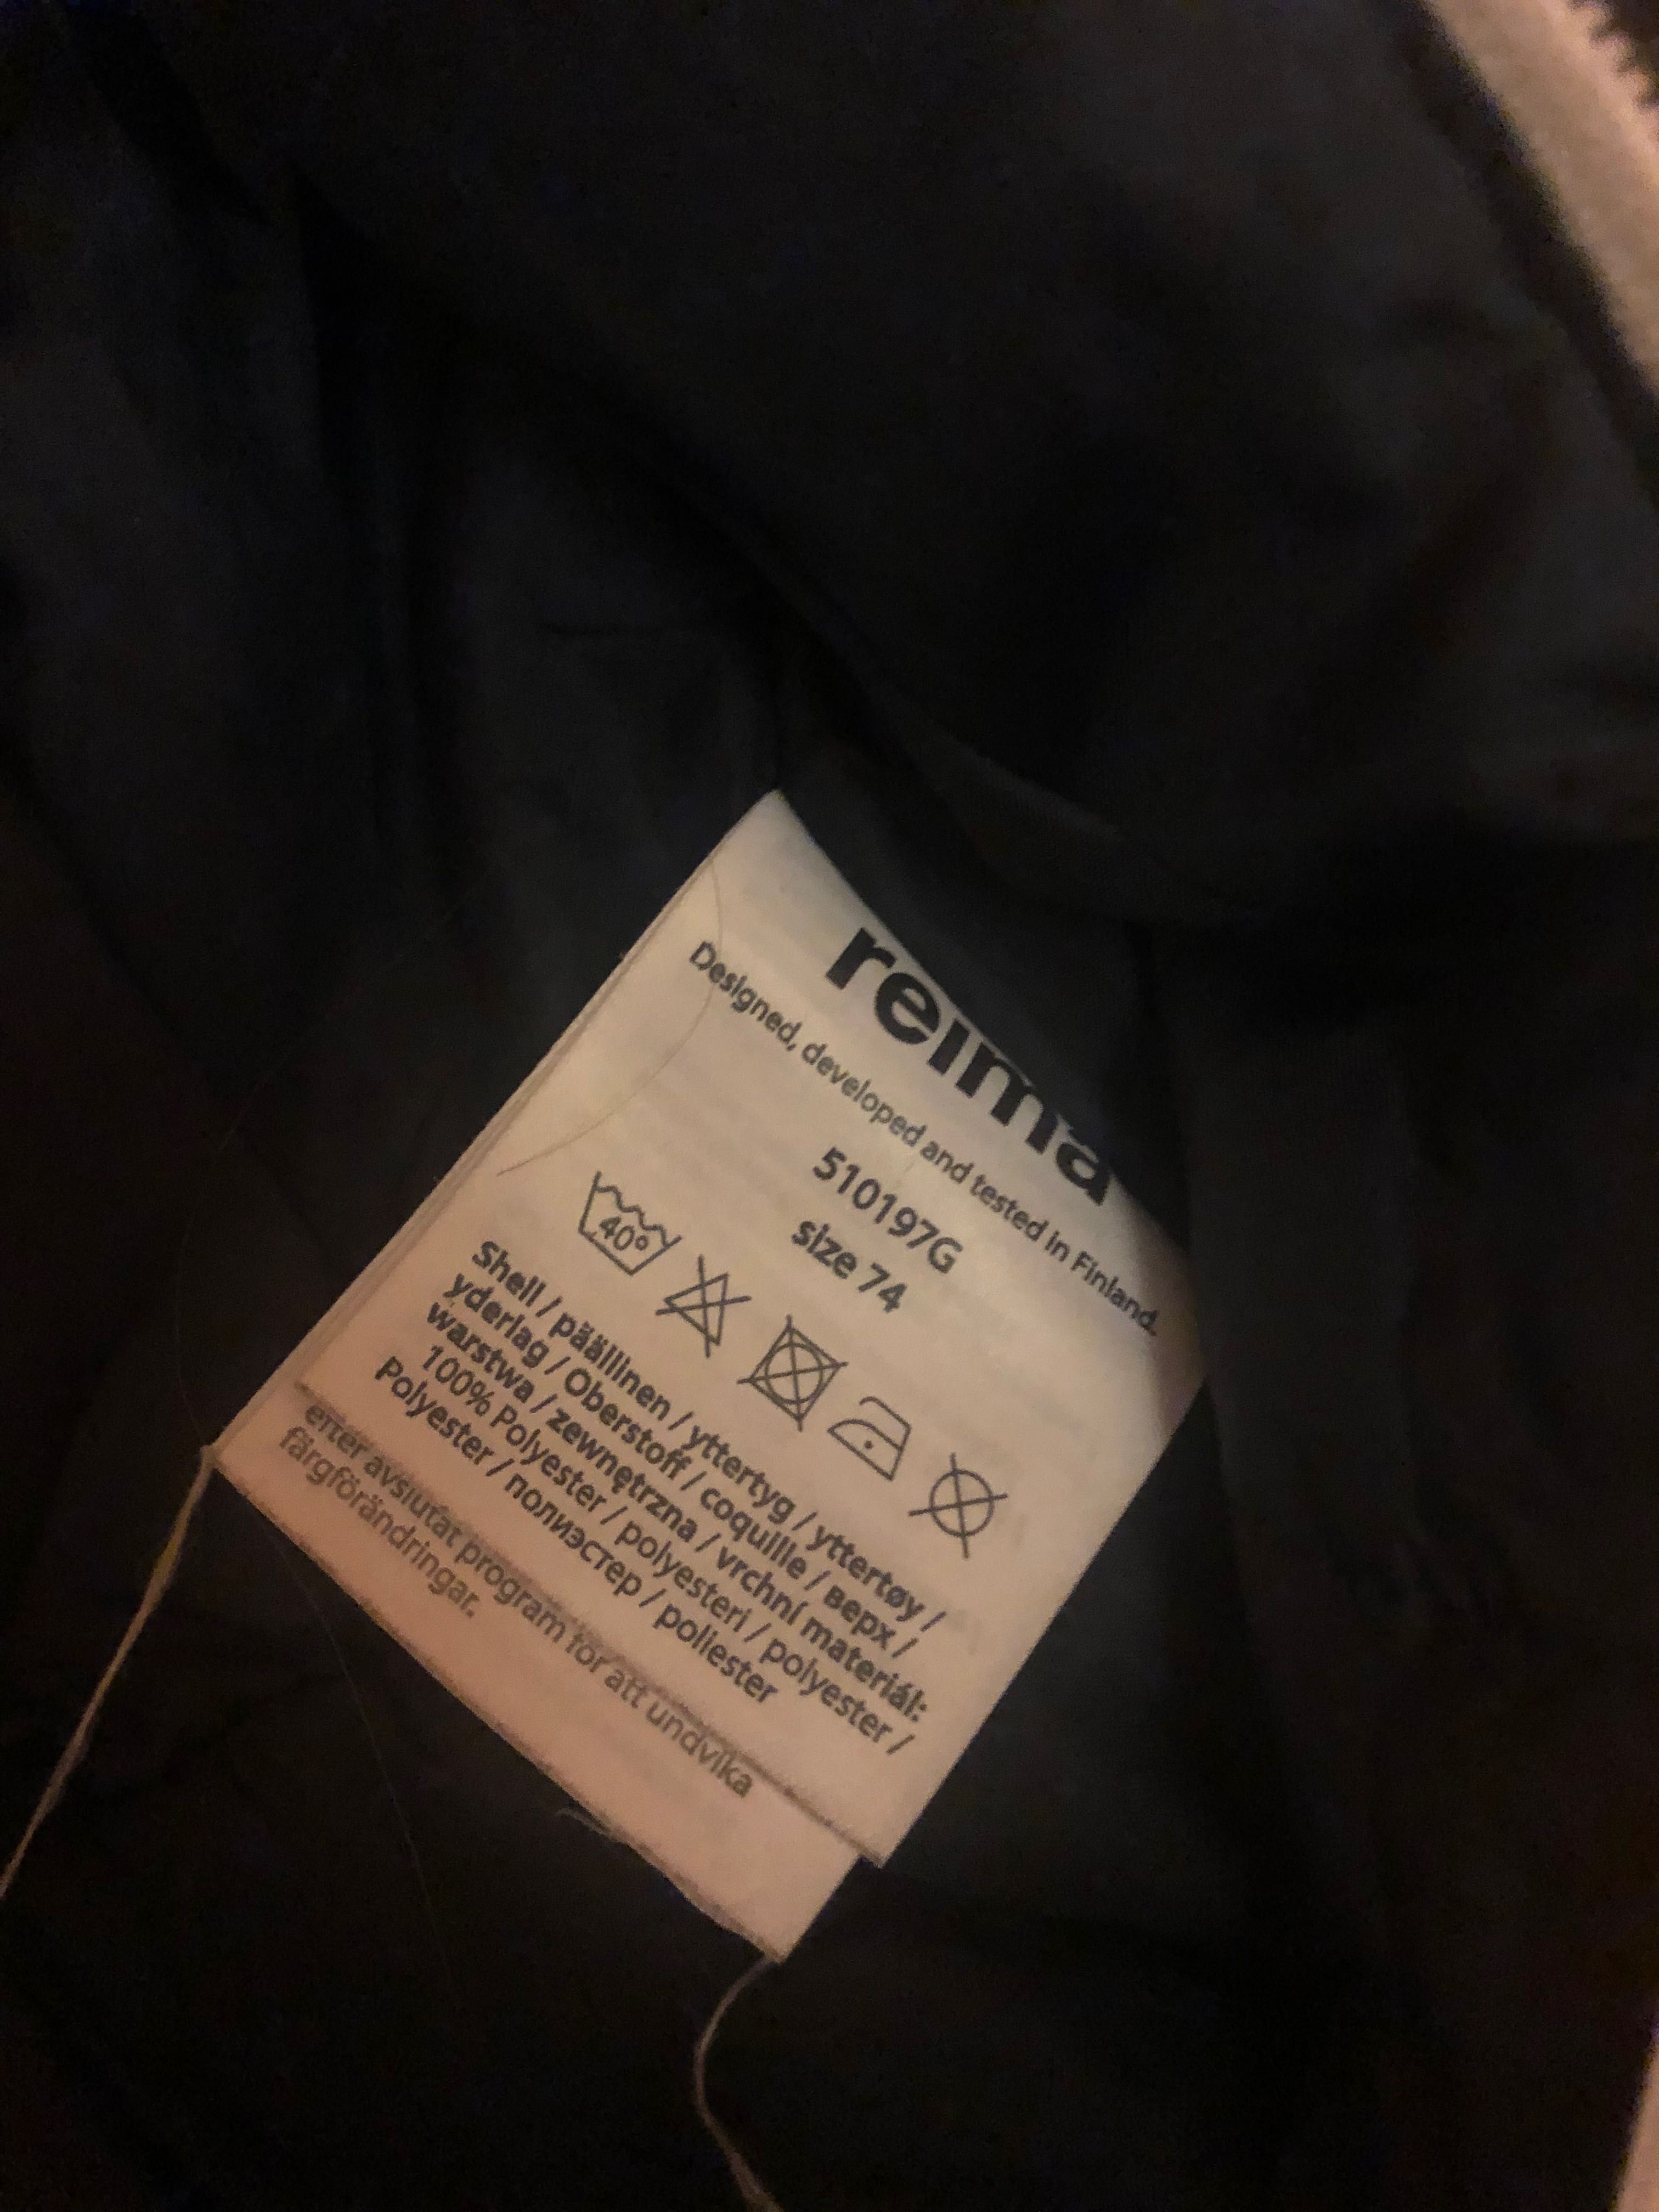 reima
Designed, developed and tested in Finland.
510197G
size 74
40°
Shell / päällinen / yttertyg / yttertøy /
yderlag / Oberstoff / coquille / верх /
warstwa / zewnętrzna / vrchní materiál:
100% Polyester / polyesteri / polyester /
Polyester / полиэстер / poliester
efter avslutat program för att undvika
färgförändringar.